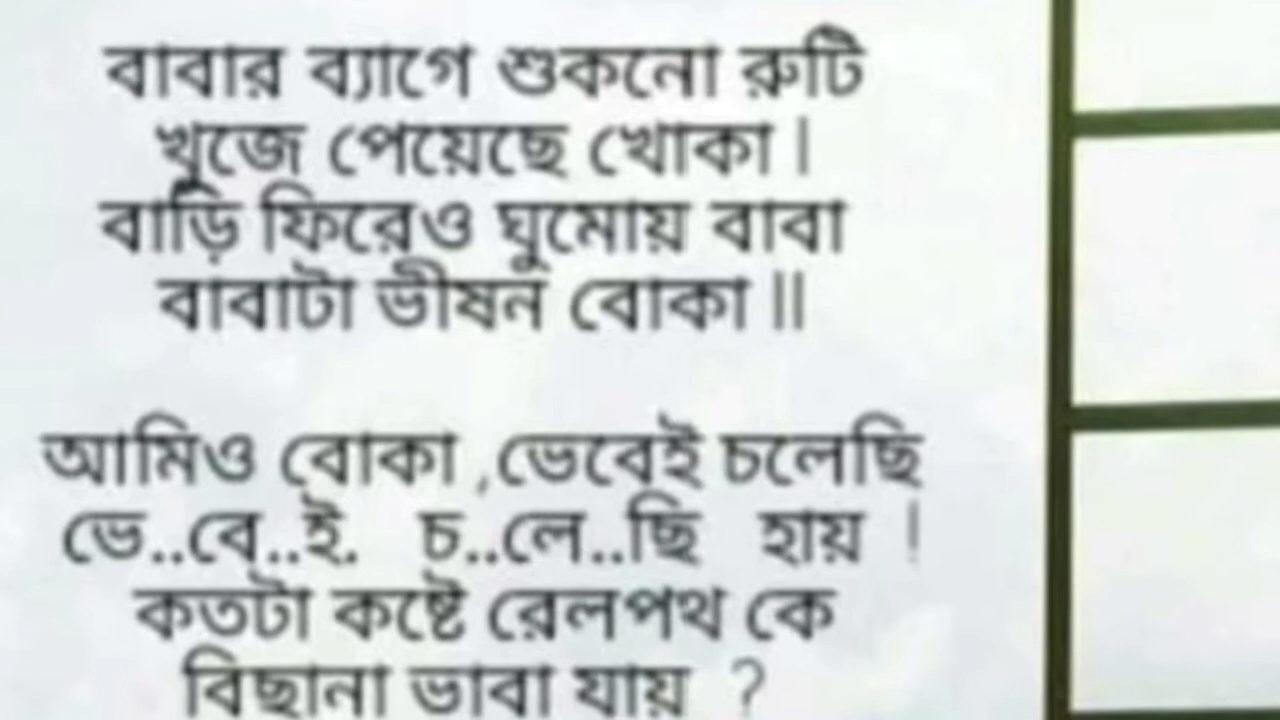 বাবার ব্যাগে শুকনো রুটি
খুজে পেয়েছে খোকা |
বাড়ি ফিরেও ঘুমোয় বাবা
বাবাটা ভীষন বোকা ||
আমিও বোকা ,ভেবেই চলেছি
ভে..বে..ই. চ..লে..ছি হায় !
কতটা কষ্টে রেলপথ কে
বিছানা ভাবা যায় ?